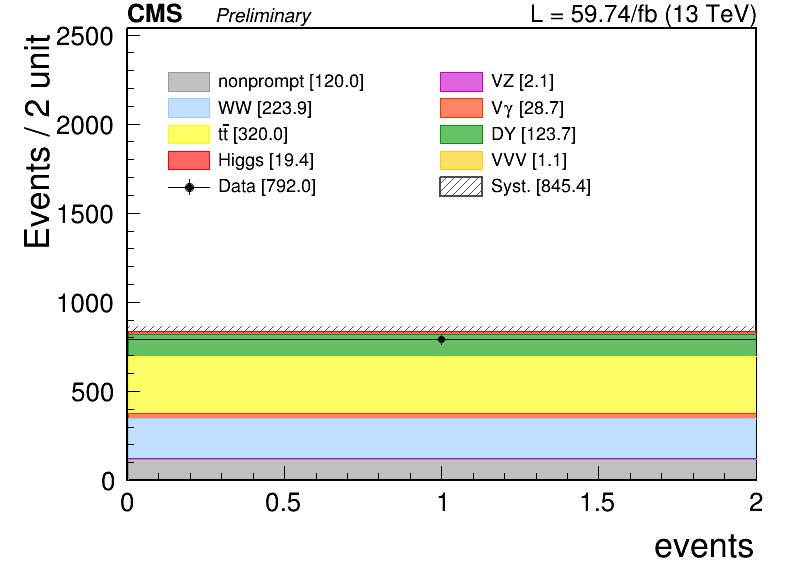 CMS Preliminary L = 59.74/fb (13 TeV)
Events / 2 unit
2500
2000
1500
1000
500
0
nonprompt [120.0]
WW [223.9]
tt̄ [320.0]
Higgs [19.4]
Data [792.0]
VZ [2.1]
Vγ [28.7]
DY [123.7]
VVV [1.1]
Syst. [845.4]
0 0.5 1 1.5 2
events